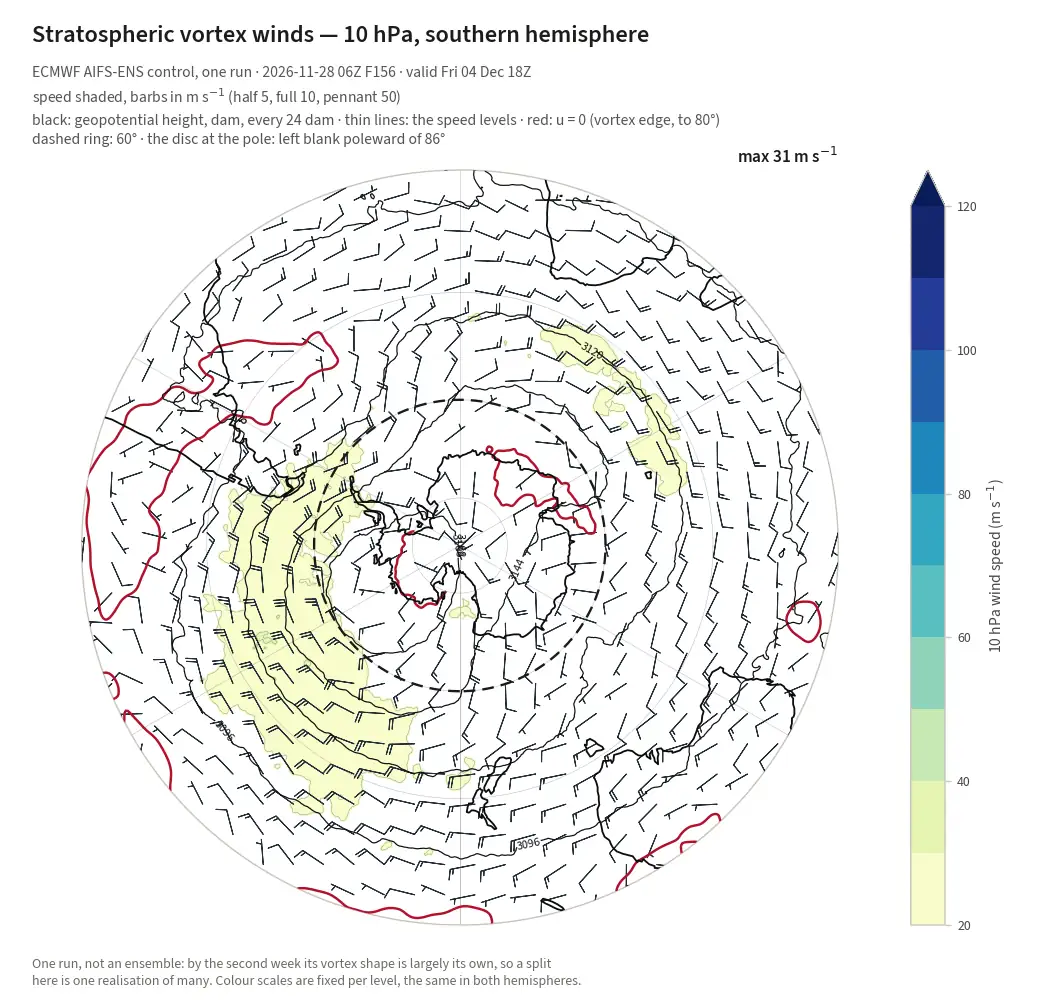 Stratospheric vortex winds — 10 hPa, southern hemisphere
ECMWF AIFS-ENS control, one run · 2026-11-28 06Z F156 · valid Fri 04 Dec 18Z
speed shaded, barbs in m s⁻¹ (half 5, full 10, pennant 50)
black: geopotential height, dam, every 24 dam · thin lines: the speed levels · red: u = 0 (vortex edge, to 80°)
dashed ring: 60° · the disc at the pole: left blank poleward of 86°
max 31 m s⁻¹
120
100
80
60
40
20
10 hPa wind speed (m s⁻¹)
3120
3144
3096
3096
One run, not an ensemble: by the second week its vortex shape is largely its own, so a split
here is one realisation of many. Colour scales are fixed per level, the same in both hemispheres.